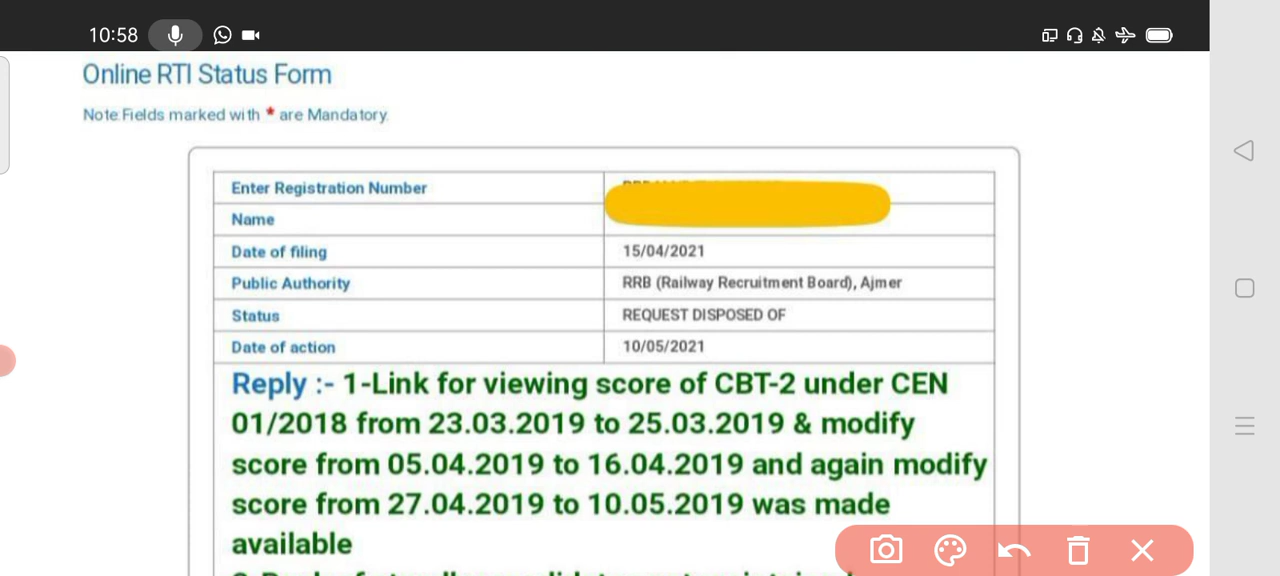 10:58
Online RTI Status Form
Note:Fields marked with * are Mandatory.
Enter Registration Number
Name
Date of filing 15/04/2021
Public Authority RRB (Railway Recruitment Board), Ajmer
Status REQUEST DISPOSED OF
Date of action 10/05/2021
Reply :- 1-Link for viewing score of CBT-2 under CEN
01/2018 from 23.03.2019 to 25.03.2019 & modify
score from 05.04.2019 to 16.04.2019 and again modify
score from 27.04.2019 to 10.05.2019 was made
available